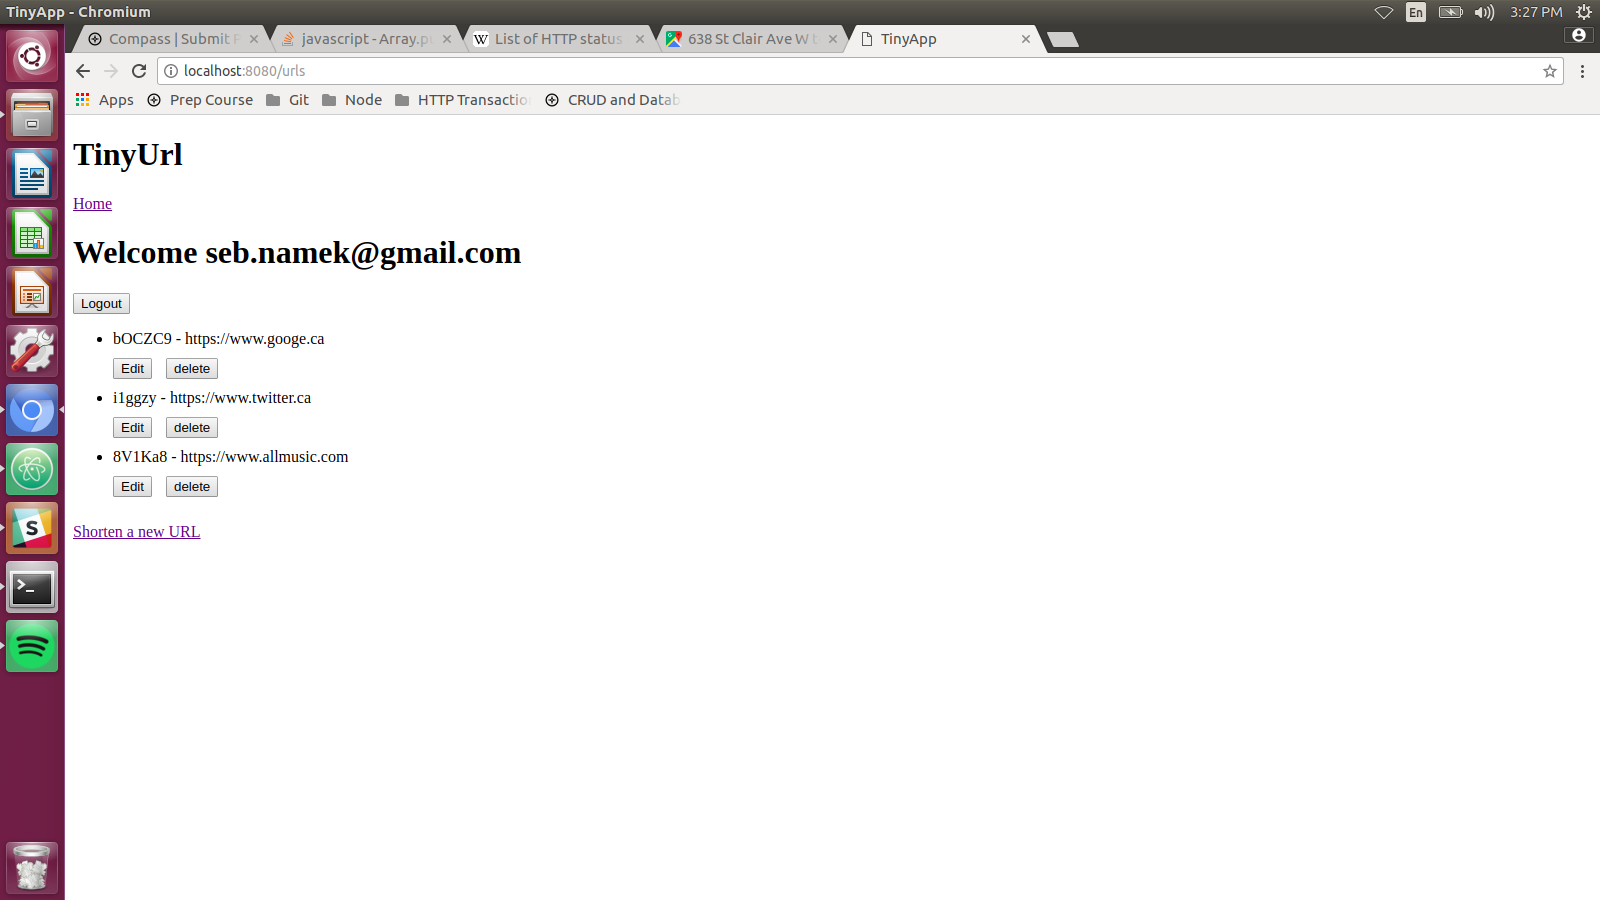 TinyApp - Chromium
En
3:27 PM
Compass | Submit
javascript - Array.p
List of HTTP status
638 St Clair Ave W
TinyApp
localhost:8080/urls
Apps
Prep Course
Git
Node
HTTP Transactio
CRUD and Datab
TinyUrl
Home
Welcome seb.namek@gmail.com
Logout
bOCZC9 - https://www.googe.ca
Edit delete
i1ggzy - https://www.twitter.ca
Edit delete
8V1Ka8 - https://www.allmusic.com
Edit delete
Shorten a new URL